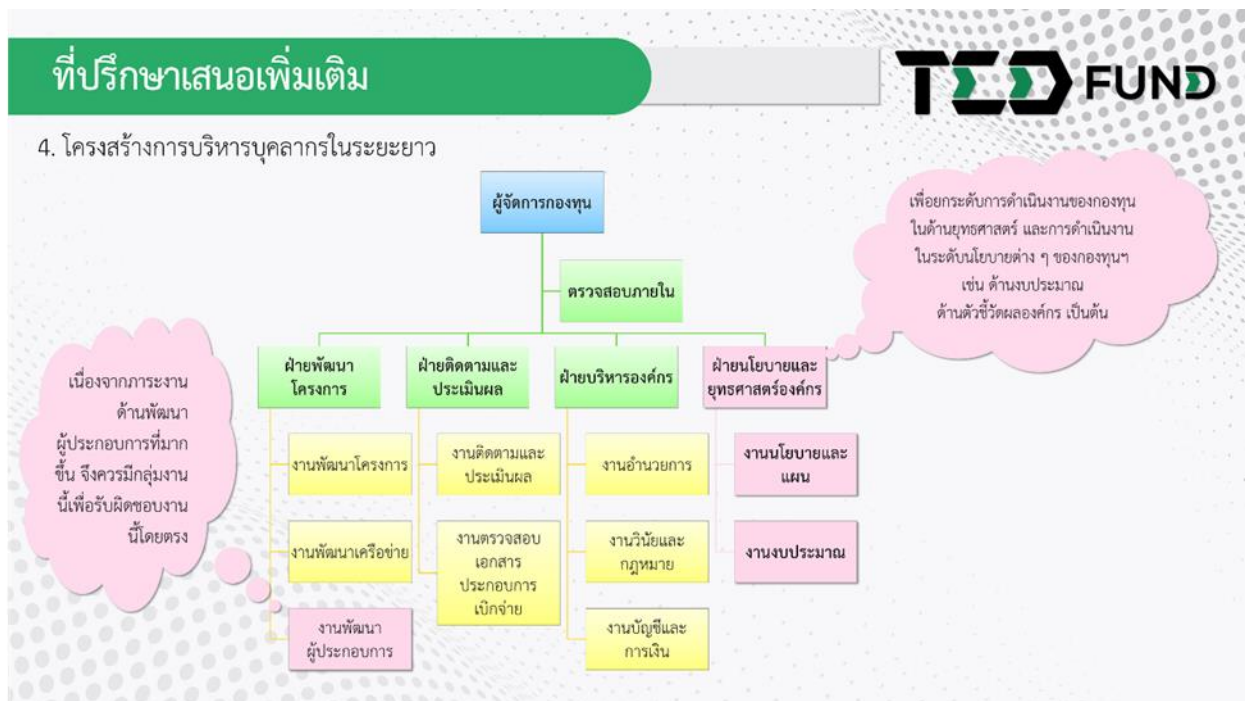 ที่ปรึกษาเสนอเพิ่มเติม
TED FUND
4. โครงสร้างการบริหารบุคลากรในระยะยาว
ผู้จัดการกองทุน
เพื่อยกระดับการดำเนินงานของกองทุน
ในด้านยุทธศาสตร์ และการดำเนินงาน
ในระดับนโยบายต่าง ๆ ของกองทุนฯ
เช่น ด้านงบประมาณ
ด้านตัวชี้วัดผลองค์กร เป็นต้น
ตรวจสอบภายใน
ฝ่ายพัฒนา
โครงการ
ฝ่ายติดตามและ
ประเมินผล
ฝ่ายบริหารองค์กร
ฝ่ายนโยบายและ
ยุทธศาสตร์องค์กร
เนื่องจากภาระงาน
ด้านพัฒนา
ผู้ประกอบการที่มาก
ขึ้น จึงควรมีกลุ่มงาน
นี้เพื่อรับผิดชอบงาน
นี้โดยตรง
งานพัฒนาโครงการ
งานติดตามและ
ประเมินผล
งานอำนวยการ
งานนโยบายและ
แผน
งานพัฒนาเครือข่าย
งานตรวจสอบ
เอกสาร
ประกอบการ
เบิกจ่าย
งานวินัยและ
กฎหมาย
งานงบประมาณ
งานพัฒนา
ผู้ประกอบการ
งานบัญชีและ
การเงิน